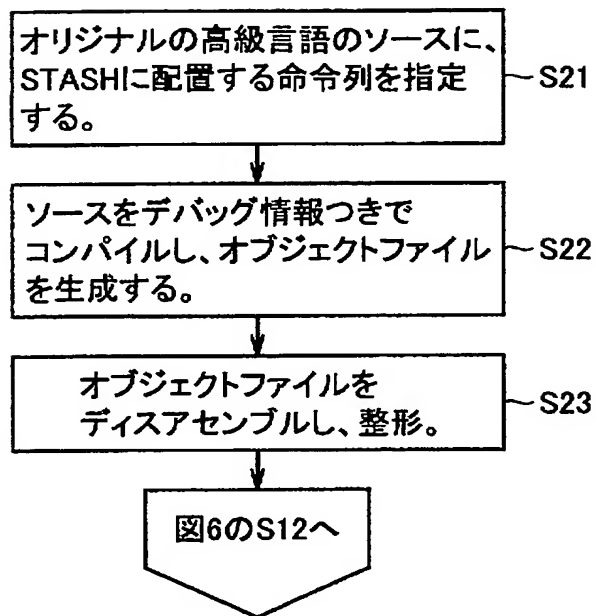 オリジナルの高級言語のソースに、
STASHに配置する命令列を指定
する。
S21
ソースをデバッグ情報つきで
コンパイルし、オブジェクトファイル
を生成する。
S22
オブジェクトファイルを
ディスアセンブルし、整形。
S23
図6のS12へ